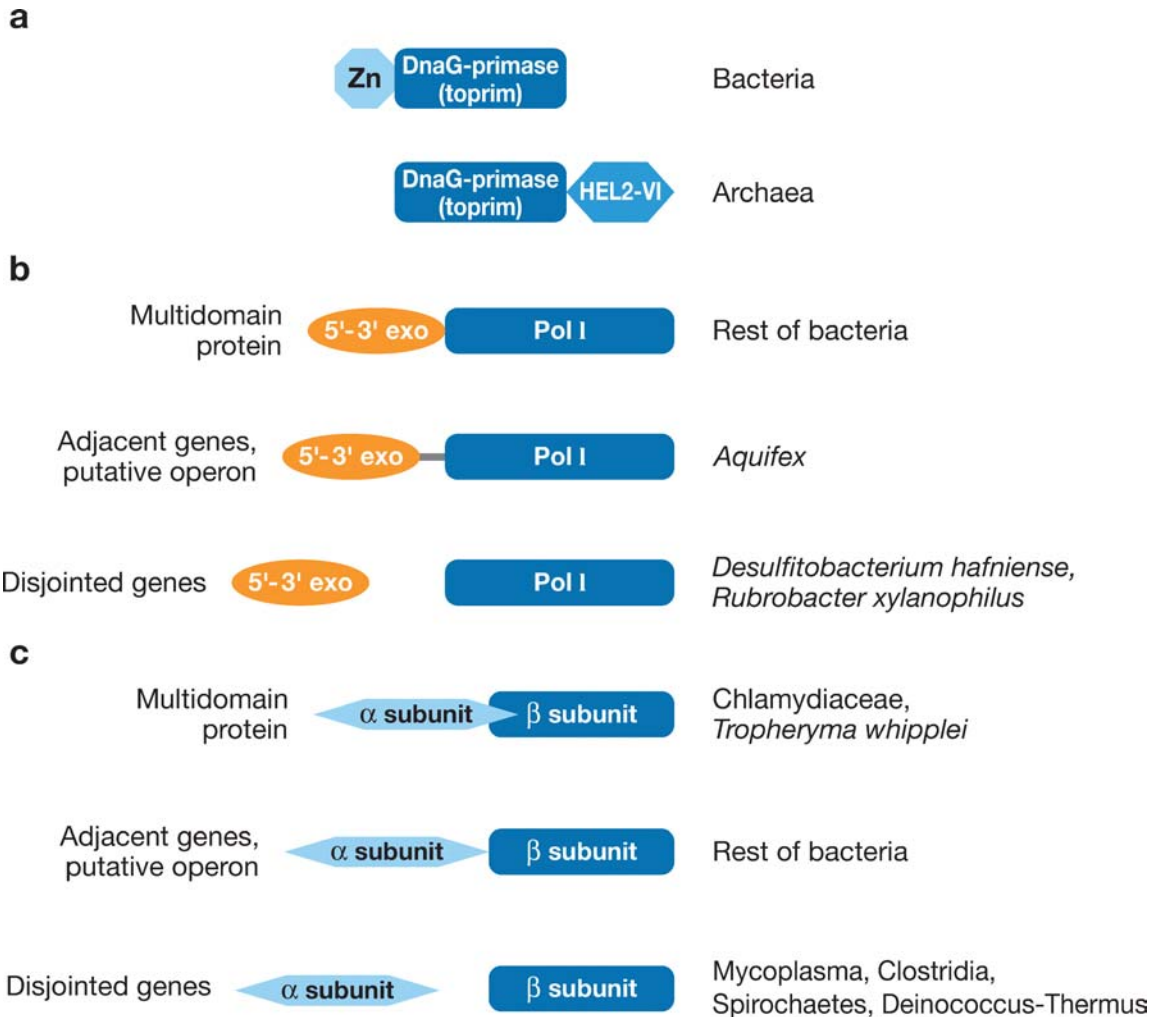 a
Zn
DnaG-primase
(toprim)
Bacteria
DnaG-primase
(toprim)
HEL2-VI
Archaea
b
Multidomain
protein
5'-3' exo
Pol I
Rest of bacteria
Adjacent genes,
putative operon
5'-3' exo
Pol I
Aquifex
Disjointed genes
5'-3' exo
Pol I
Desulfitobacterium hafniense,
Rubrobacter xylanophilus
c
Multidomain
protein
α subunit
β subunit
Chlamydiaceae,
Tropheryma whipplei
Adjacent genes,
putative operon
α subunit
β subunit
Rest of bacteria
Disjointed genes
α subunit
β subunit
Mycoplasma, Clostridia,
Spirochaetes, Deinococcus-Thermus